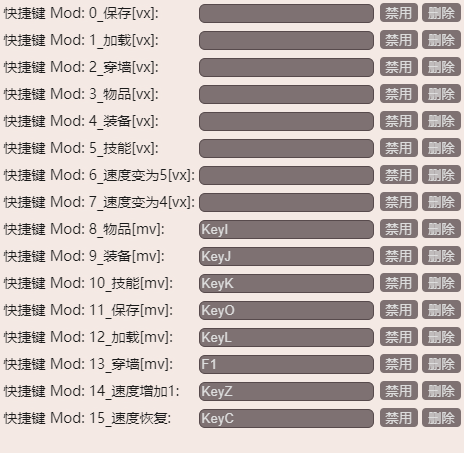 快捷键 Mod: 0_保存[vx]: 禁用 删除
快捷键 Mod: 1_加载[vx]: 禁用 删除
快捷键 Mod: 2_穿墙[vx]: 禁用 删除
快捷键 Mod: 3_物品[vx]: 禁用 删除
快捷键 Mod: 4_装备[vx]: 禁用 删除
快捷键 Mod: 5_技能[vx]: 禁用 删除
快捷键 Mod: 6_速度变为5[vx]: 禁用 删除
快捷键 Mod: 7_速度变为4[vx]: 禁用 删除
快捷键 Mod: 8_物品[mv]: KeyI 禁用 删除
快捷键 Mod: 9_装备[mv]: KeyJ 禁用 删除
快捷键 Mod: 10_技能[mv]: KeyK 禁用 删除
快捷键 Mod: 11_保存[mv]: KeyO 禁用 删除
快捷键 Mod: 12_加载[mv]: KeyL 禁用 删除
快捷键 Mod: 13_穿墙[mv]: F1 禁用 删除
快捷键 Mod: 14_速度增加1: KeyZ 禁用 删除
快捷键 Mod: 15_速度恢复: KeyC 禁用 删除